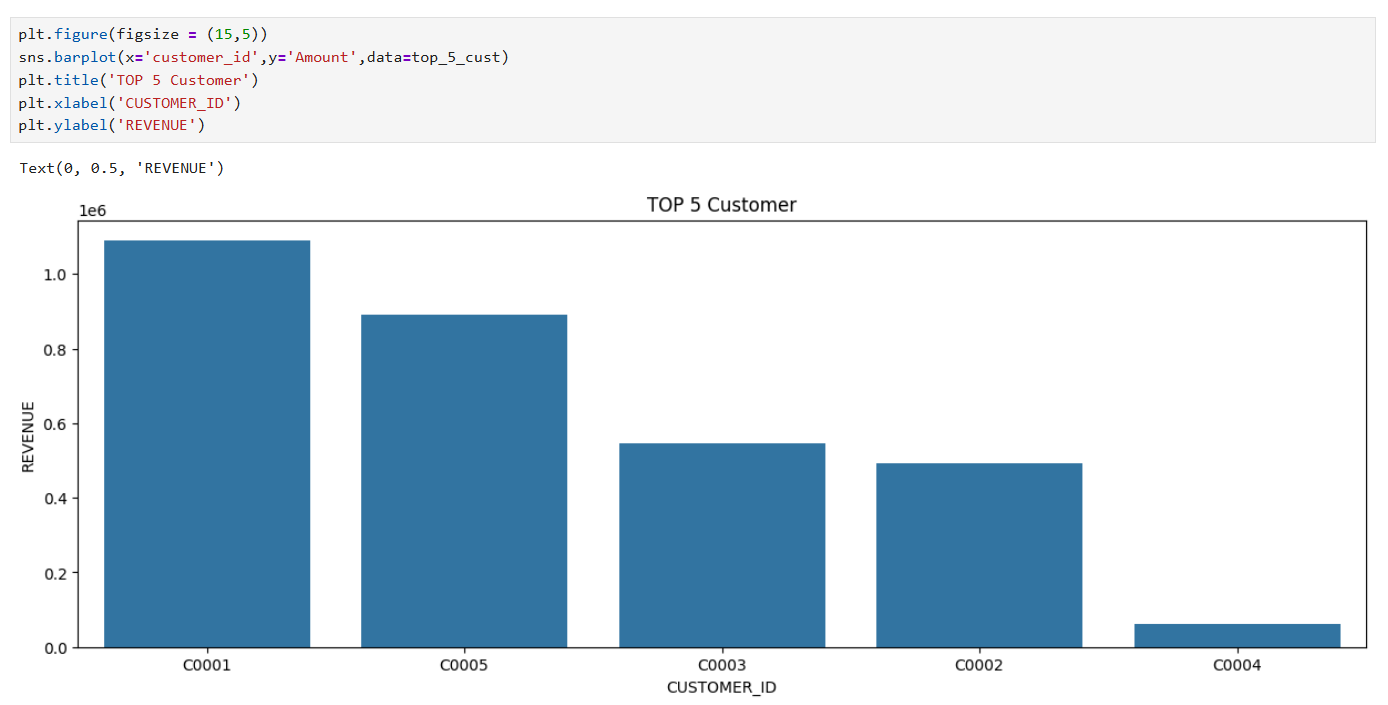 plt.figure(figsize = (15,5))
sns.barplot(x='customer_id',y='Amount',data=top_5_cust)
plt.title('TOP 5 Customer')
plt.xlabel('CUSTOMER_ID')
plt.ylabel('REVENUE')
Text(0, 0.5, 'REVENUE')
TOP 5 Customer
1e6
1.0
0.8
0.6
0.4
0.2
0.0
REVENUE
C0001 C0005 C0003 C0002 C0004
CUSTOMER_ID